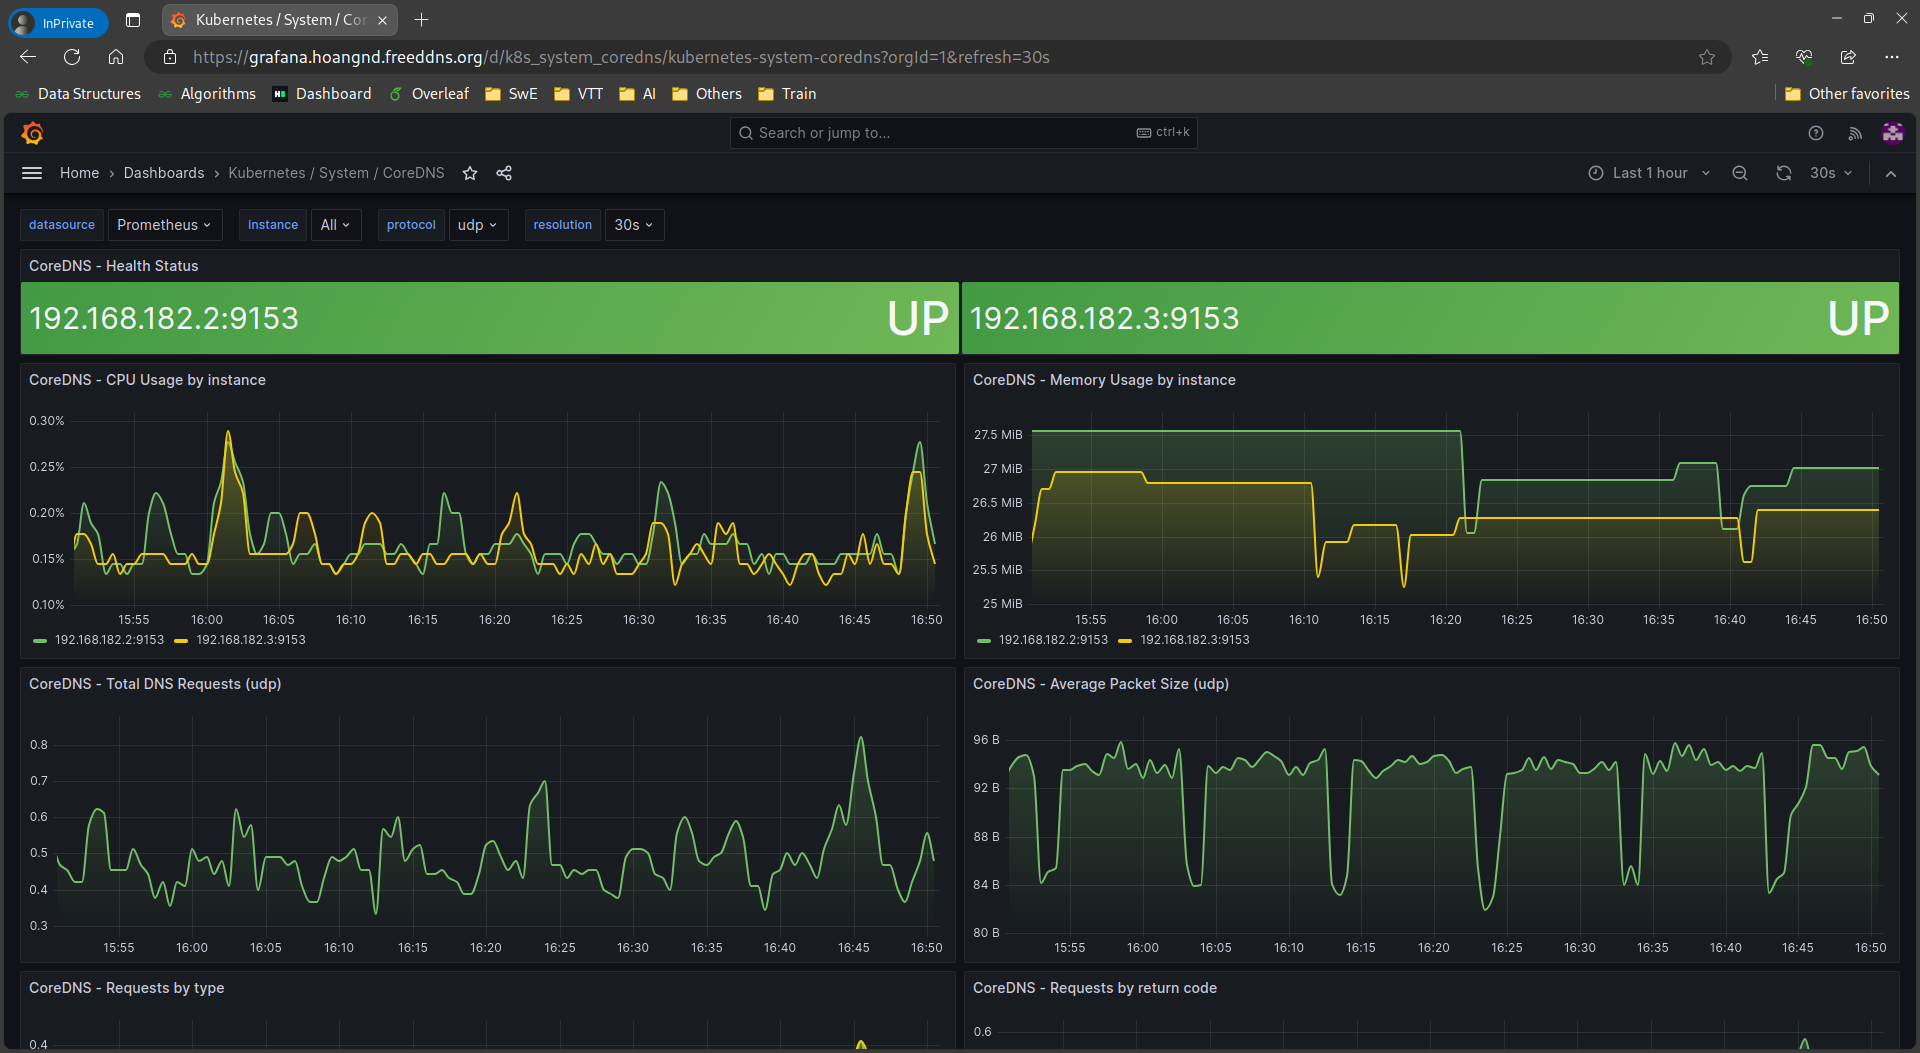 InPrivate
Kubernetes / System / Cor
https://grafana.hoangnd.freeddns.org/d/k8s_system_coredns/kubernetes-system-coredns?orgId=1&refresh=30s
Data Structures Algorithms Dashboard Overleaf SwE VTT AI Others Train Other favorites
Search or jump to... ctrl+k
Home › Dashboards › Kubernetes / System / CoreDNS Last 1 hour 30s
datasource Prometheus instance All protocol udp resolution 30s
CoreDNS - Health Status
192.168.182.2:9153 UP 192.168.182.3:9153 UP
CoreDNS - CPU Usage by instance
0.30%
0.25%
0.20%
0.15%
0.10%
15:55 16:00 16:05 16:10 16:15 16:20 16:25 16:30 16:35 16:40 16:45 16:50
192.168.182.2:9153 192.168.182.3:9153
CoreDNS - Memory Usage by instance
27.5 MiB
27 MiB
26.5 MiB
26 MiB
25.5 MiB
25 MiB
15:55 16:00 16:05 16:10 16:15 16:20 16:25 16:30 16:35 16:40 16:45 16:50
192.168.182.2:9153 192.168.182.3:9153
CoreDNS - Total DNS Requests (udp)
0.8
0.7
0.6
0.5
0.4
0.3
15:55 16:00 16:05 16:10 16:15 16:20 16:25 16:30 16:35 16:40 16:45 16:50
CoreDNS - Average Packet Size (udp)
96 B
92 B
88 B
84 B
80 B
15:55 16:00 16:05 16:10 16:15 16:20 16:25 16:30 16:35 16:40 16:45 16:50
CoreDNS - Requests by type
0.4
CoreDNS - Requests by return code
0.6